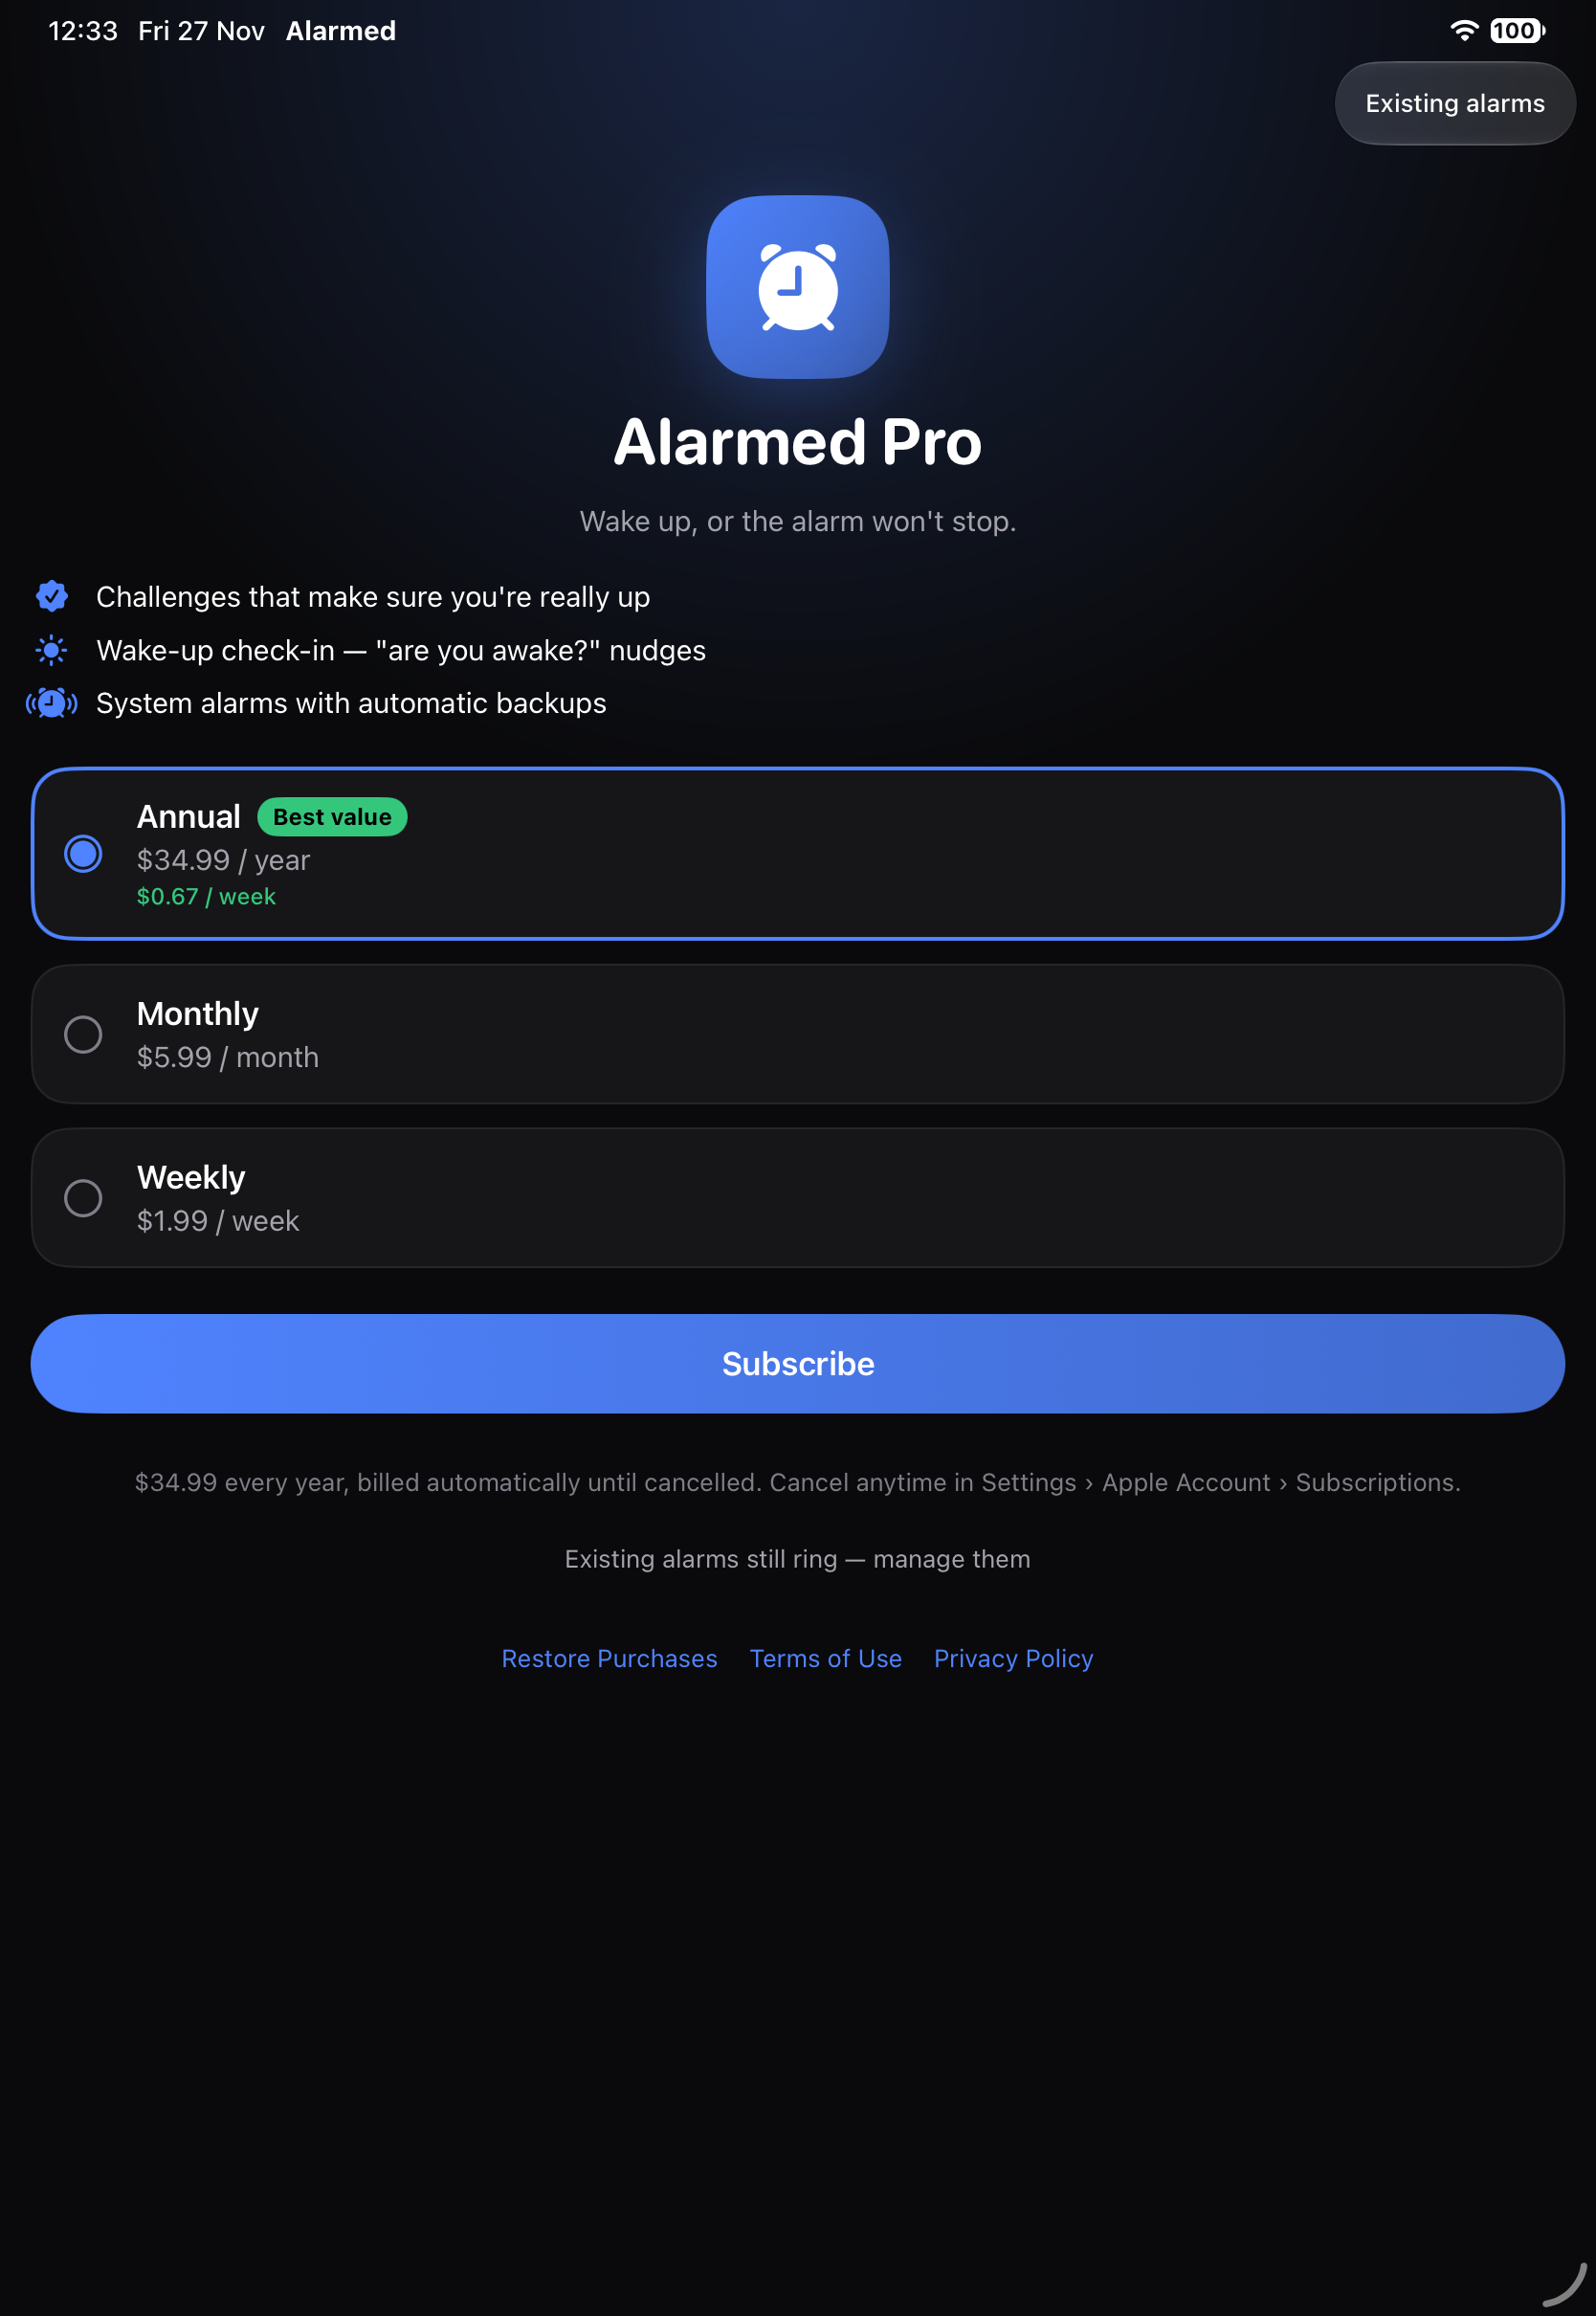 12:33 Fri 27 Nov Alarmed
100
Existing alarms
Alarmed Pro
Wake up, or the alarm won't stop.
Challenges that make sure you're really up
Wake-up check-in — "are you awake?" nudges
System alarms with automatic backups
Annual Best value
$34.99 / year
$0.67 / week
Monthly
$5.99 / month
Weekly
$1.99 / week
Subscribe
$34.99 every year, billed automatically until cancelled. Cancel anytime in Settings › Apple Account › Subscriptions.
Existing alarms still ring — manage them
Restore Purchases Terms of Use Privacy Policy